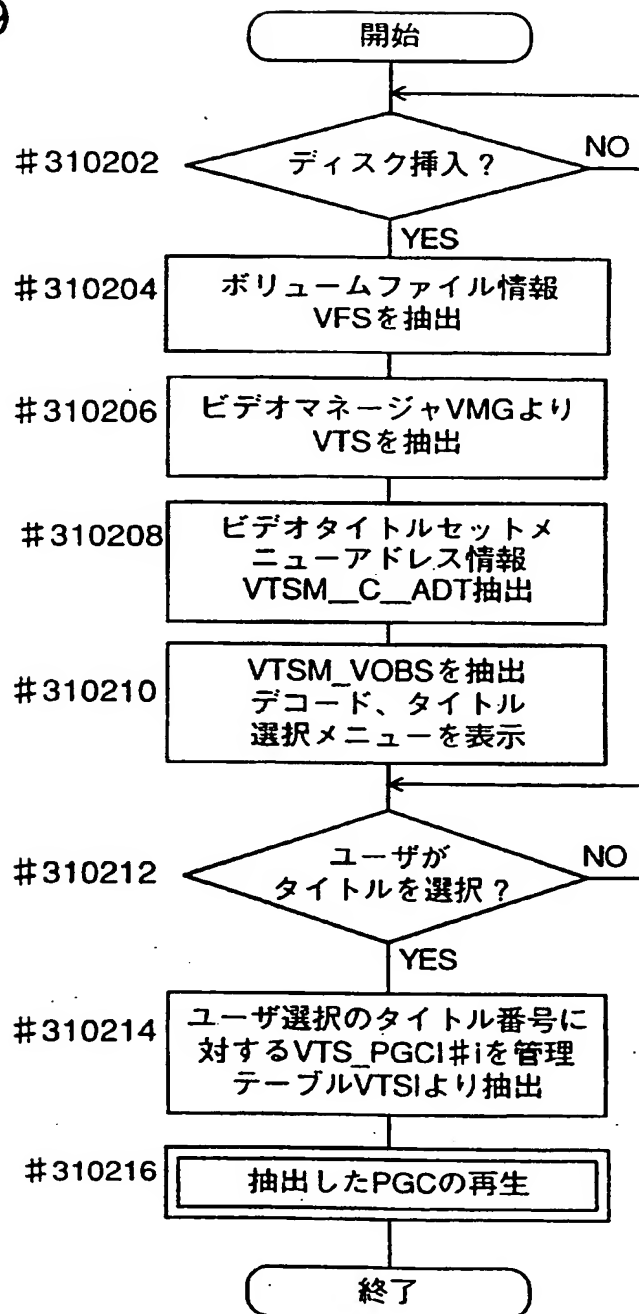 9
開始
#310202
ディスク挿入?
NO
YES
#310204
ボリュームファイル情報
VFSを抽出
#310206
ビデオマネージャVMGより
VTSを抽出
#310208
ビデオタイトルセットメ
ニューアドレス情報
VTSM__C__ADT抽出
#310210
VTSM_VOBSを抽出
デコード、タイトル
選択メニューを表示
#310212
ユーザが
タイトルを選択?
NO
YES
#310214
ユーザ選択のタイトル番号に
対するVTS_PGCI#iを管理
テーブルVTSIより抽出
#310216
抽出したPGCの再生
終了